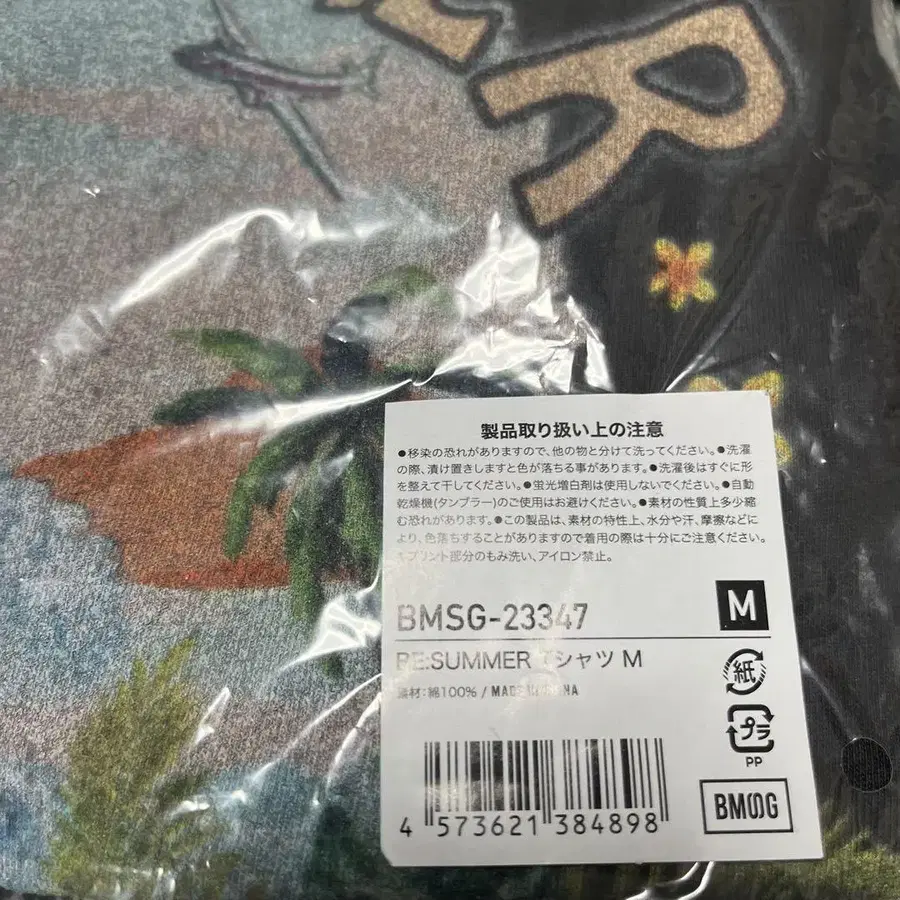 R
製品取り扱い上の注意
●移染の恐れがありますので、他の物と分けて洗ってください。●洗濯
の際、漬け置きしますと色が落ちる事があります。●洗濯後はすぐに形
を整えて干してください。●蛍光増白剤は使用しないでください。●自動
乾燥機(タンブラー)のご使用はお避けください。●素材の性質上多少縮
む恐れがあります。●この製品は、素材の特性上、水分や汗、摩擦などに
より、色落ちすることがありますので着用の際は十分にご注意ください。
●プリント部分のもみ洗い、アイロン禁止。
BMSG-23347
M
RE:SUMMER Tシャツ M
素材:綿100% / MADE IN CHINA
紙
プラ
PP
4 573621 384898
BMSG